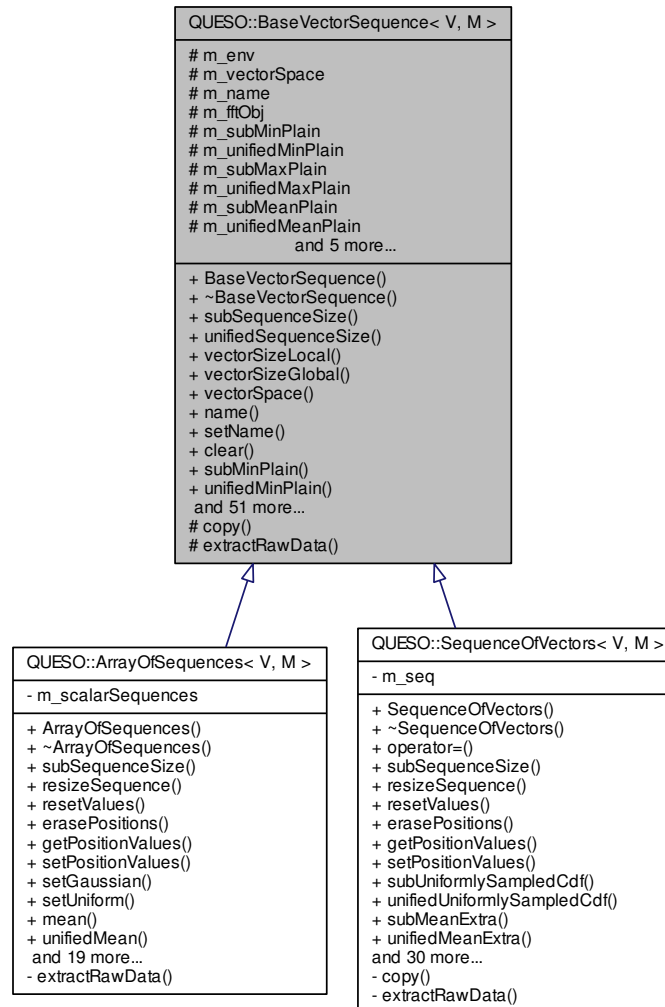 QUESO::BaseVectorSequence< V, M >
# m_env
# m_vectorSpace
# m_name
# m_fftObj
# m_subMinPlain
# m_unifiedMinPlain
# m_subMaxPlain
# m_unifiedMaxPlain
# m_subMeanPlain
# m_unifiedMeanPlain
and 5 more...
+ BaseVectorSequence()
+ ~BaseVectorSequence()
+ subSequenceSize()
+ unifiedSequenceSize()
+ vectorSizeLocal()
+ vectorSizeGlobal()
+ vectorSpace()
+ name()
+ setName()
+ clear()
+ subMinPlain()
+ unifiedMinPlain()
and 51 more...
# copy()
# extractRawData()
QUESO::ArrayOfSequences< V, M >
- m_scalarSequences
+ ArrayOfSequences()
+ ~ArrayOfSequences()
+ subSequenceSize()
+ resizeSequence()
+ resetValues()
+ erasePositions()
+ getPositionValues()
+ setPositionValues()
+ setGaussian()
+ setUniform()
+ mean()
+ unifiedMean()
and 19 more...
- extractRawData()
QUESO::SequenceOfVectors< V, M >
- m_seq
+ SequenceOfVectors()
+ ~SequenceOfVectors()
+ operator=()
+ subSequenceSize()
+ resizeSequence()
+ resetValues()
+ erasePositions()
+ getPositionValues()
+ setPositionValues()
+ subUniformlySampledCdf()
+ unifiedUniformlySampledCdf()
+ subMeanExtra()
+ unifiedMeanExtra()
and 30 more...
- copy()
- extractRawData()